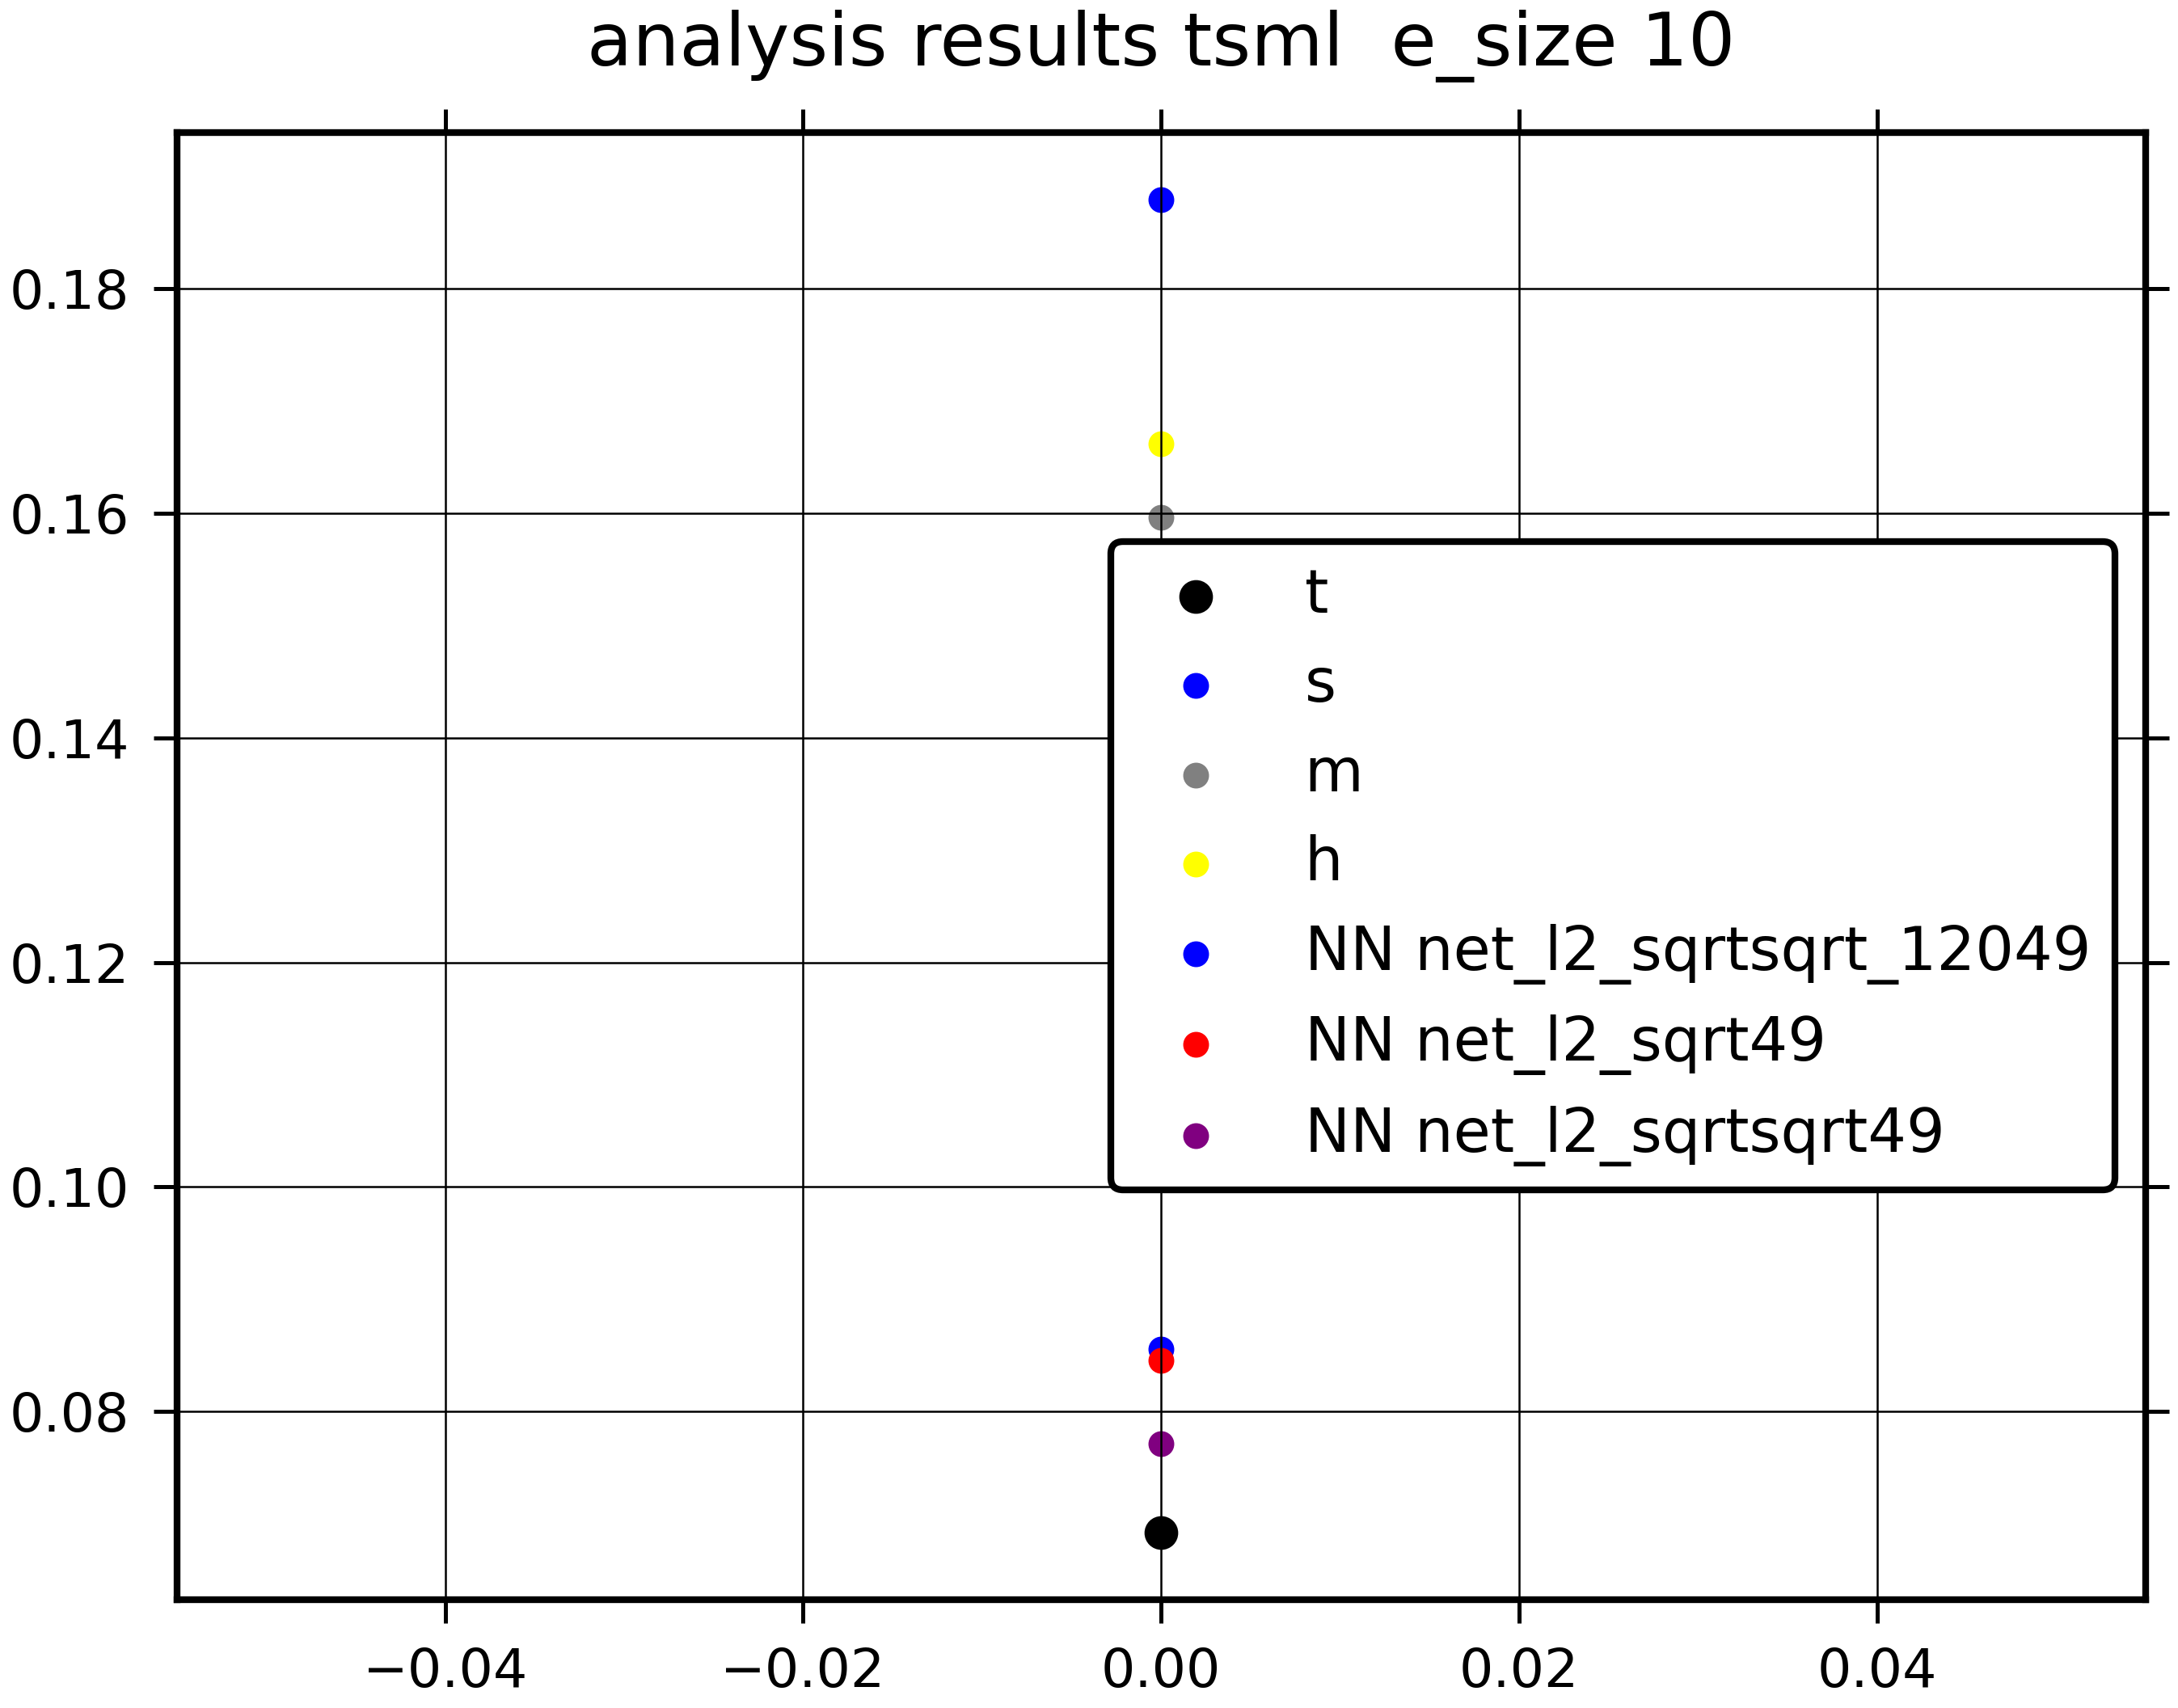 analysis results tsml  e_size 10
0.18
0.16
0.14
0.12
0.10
0.08
t
s
m
h
NN net_l2_sqrtsqrt_12049
NN net_l2_sqrt49
NN net_l2_sqrtsqrt49
−0.04 −0.02 0.00 0.02 0.04